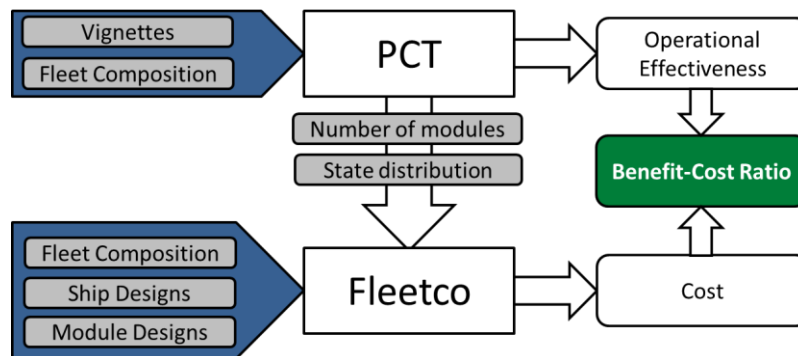 Vignettes
Fleet Composition
PCT
Operational
Effectiveness
Number of modules
State distribution
Benefit-Cost Ratio
Fleet Composition
Ship Designs
Module Designs
Fleetco
Cost